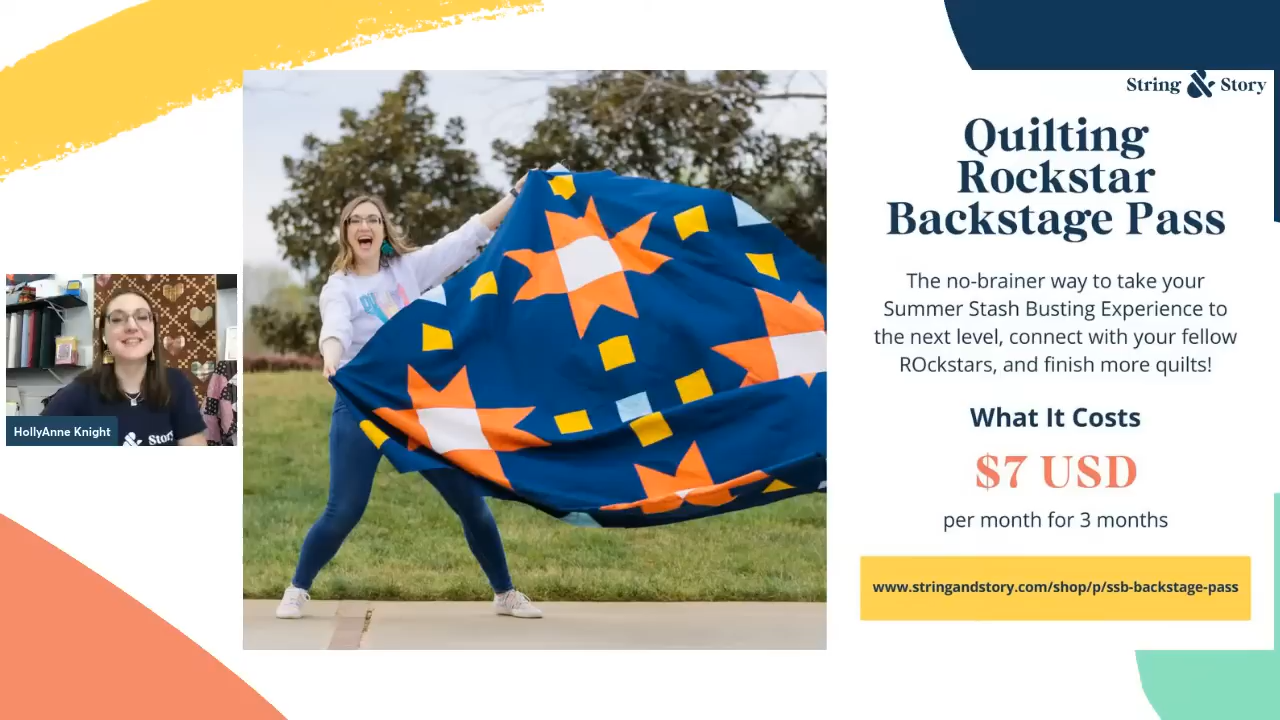 String & Story
Quilting
Rockstar
Backstage Pass
The no-brainer way to take your
Summer Stash Busting Experience to
the next level, connect with your fellow
ROckstars, and finish more quilts!
What It Costs
$7 USD
per month for 3 months
www.stringandstory.com/shop/p/ssb-backstage-pass
HollyAnne Knight
& Story